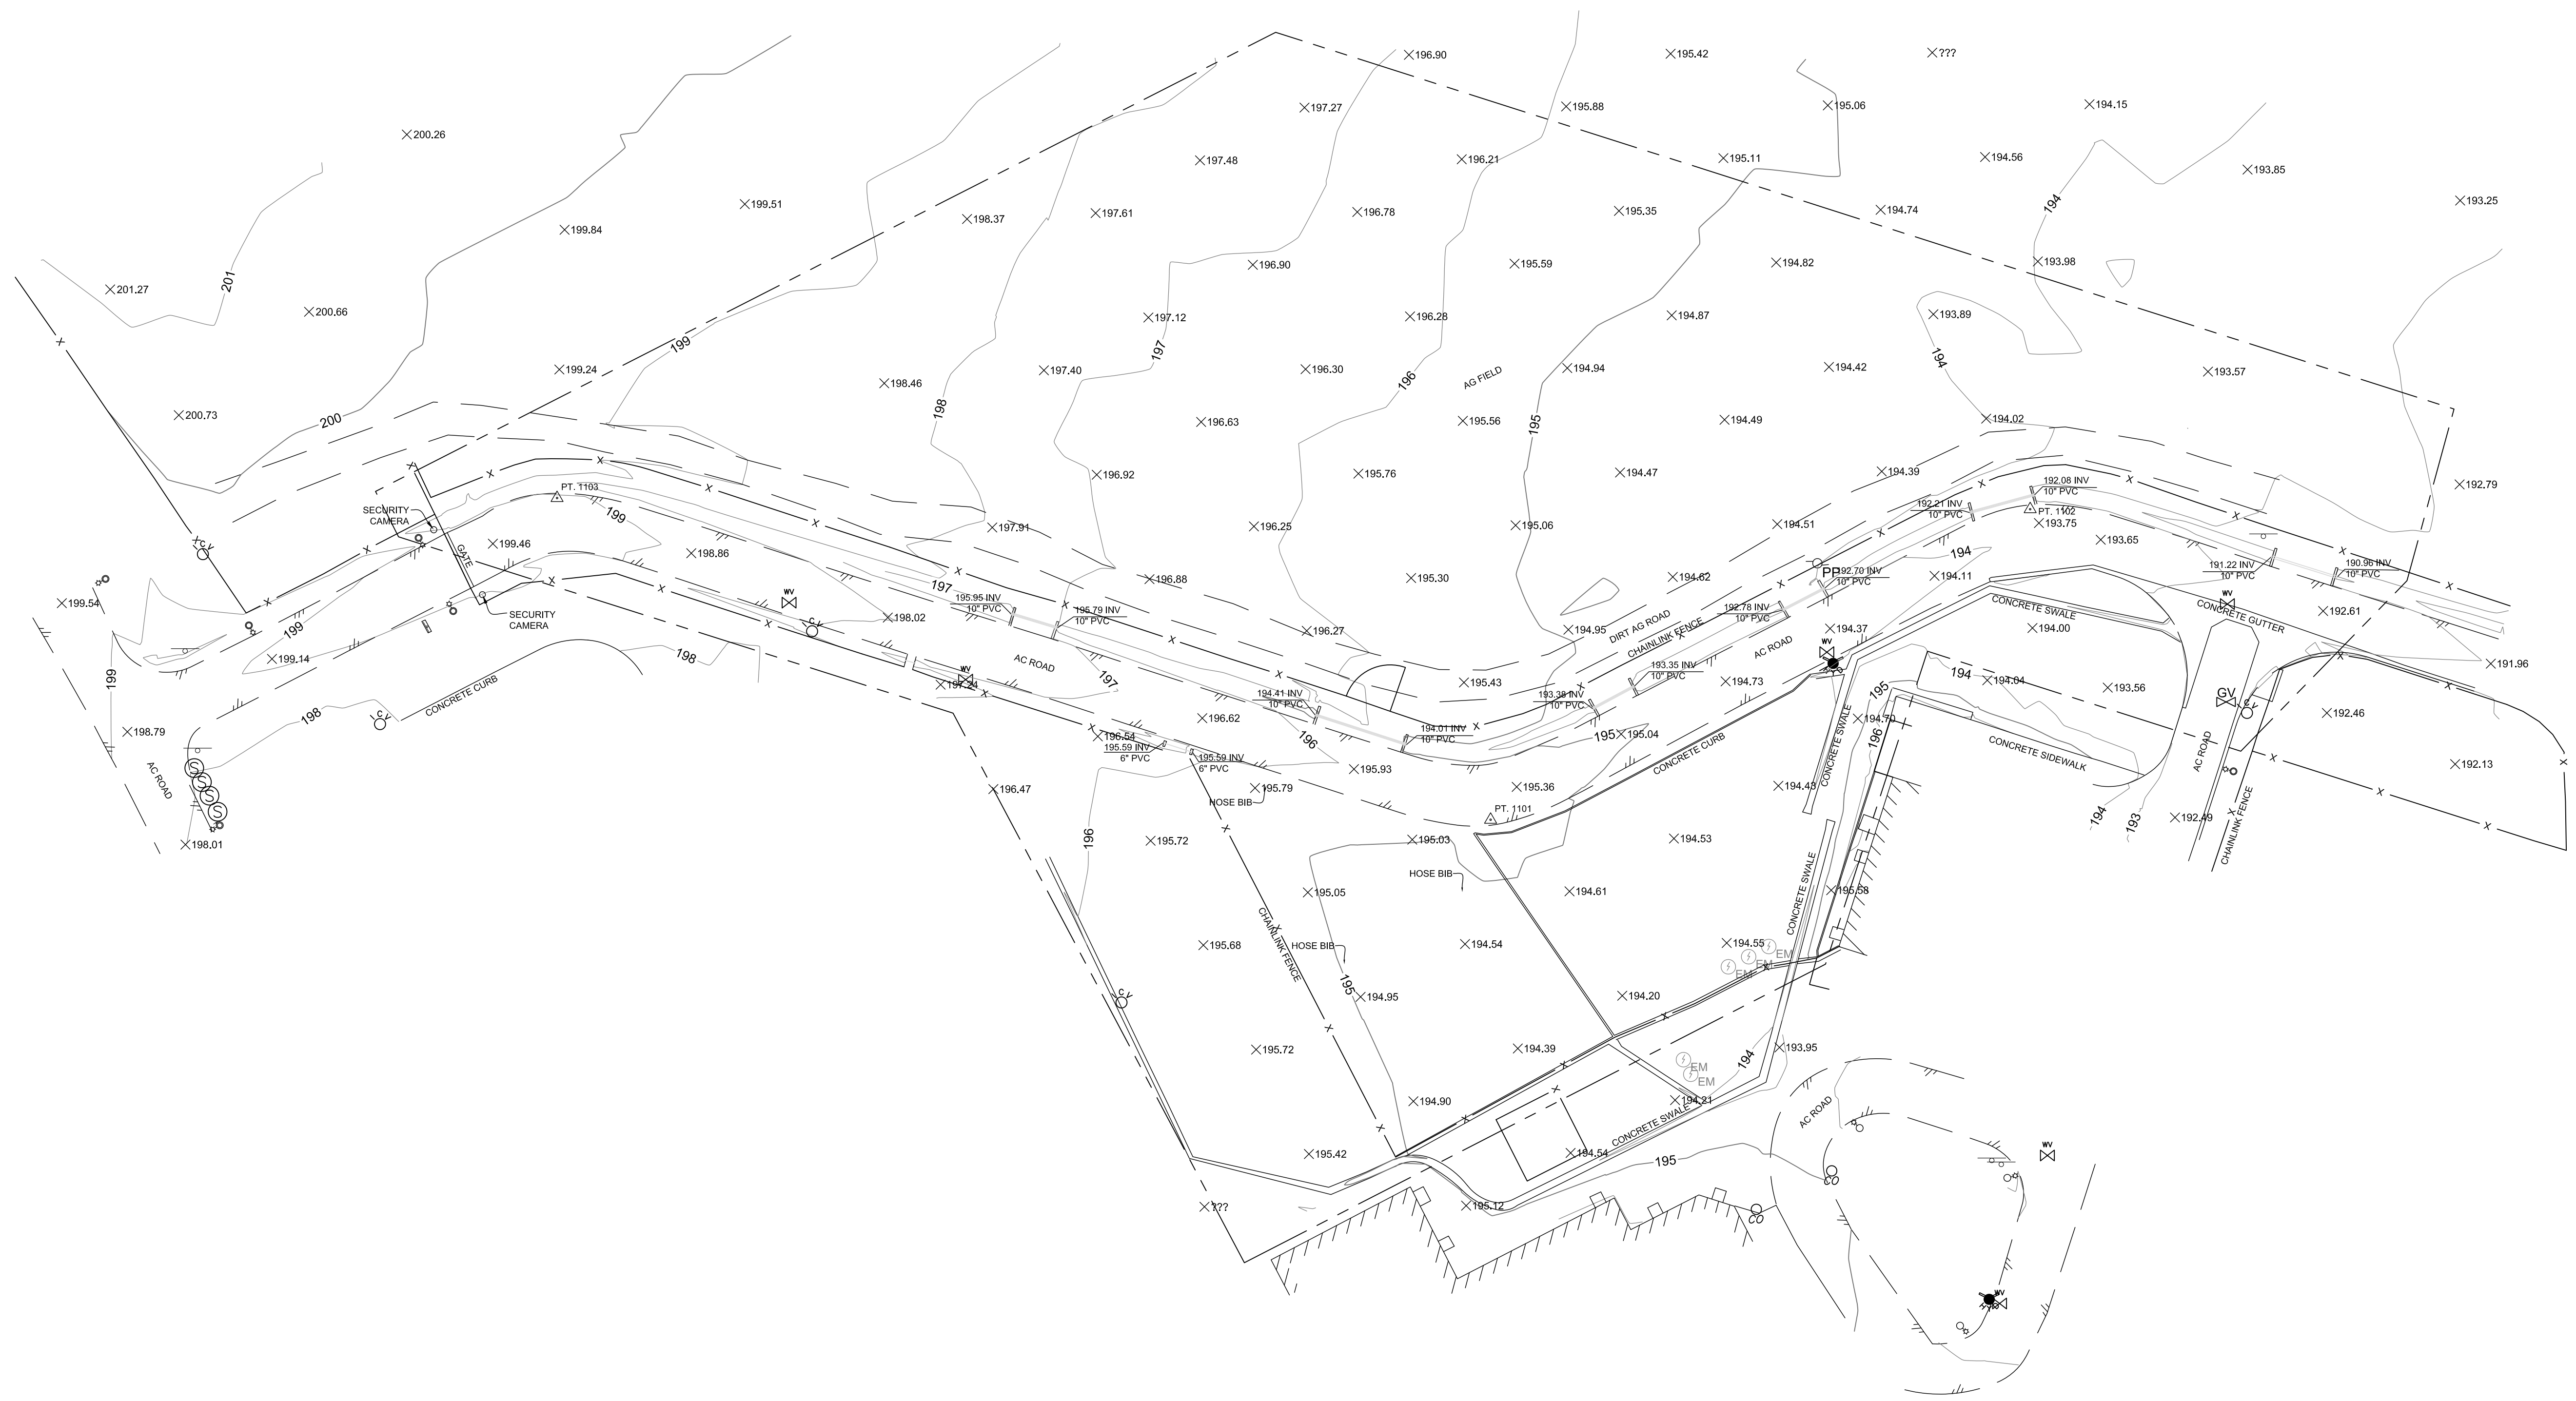 196.90
195.42
???
200.26
197.27
195.88
195.06
194.15
197.48
196.21
195.11
194.56
193.85
199.51
199.84
198.37
197.61
196.78
195.35
194.74
194
193.25
201.27
201
200.66
196.90
195.59
194.82
193.98
197.12
196.28
194.87
193.89
199
197
194
199.24
198.46
197.40
196.30
196
AG FIELD
194.94
194.42
193.57
200.73
200
198
196.63
195.56
195
194.49
194.02
196.92
195.76
194.47
194.39
192.79
PT. 1103
SECURITY
CAMERA
199
197.91
196.25
195.06
194.51
192.21 INV
10" PVC
192.08 INV
10" PVC
PT. 1102
193.75
GATE
199.46
198.86
193.65
194
196.88
195.30
194.62
PP
192.70 INV
10" PVC
194.11
191.22 INV
10" PVC
190.96 INV
10" PVC
199.54
197
195.95 INV
10" PVC
195.79 INV
10" PVC
WV
CV
198.02
SECURITY
CAMERA
199
196.27
194.95
DIRT AG ROAD
CHAINLINK FENCE
192.78 INV
10" PVC
194.37
CONCRETE SWALE
194.00
WV
CONCRETE GUTTER
192.61
199.14
198
AC ROAD
WV
197.24
197
195.43
193.35 INV
10" PVC
AC ROAD
WV
HYD
194.73
195
194
194.04
193.56
191.96
199
CONCRETE CURB
198
CV
194.41 INV
10" PVC
193.38 INV
10" PVC
GV
CV
192.46
198.79
196.62
196.54
195.59 INV
6" PVC
195.59 INV
6" PVC
196
194.01 INV
10" PVC
195
195.04
CONCRETE CURB
CONCRETE SWALE
194.70
196
CONCRETE SIDEWALK
AC ROAD
AC ROAD
S
S
S
S
196.47
195.79
HOSE BIB
195.93
195.36
194.43
192.13
PT. 1101
194
193
192.49
CHAINLINK FENCE
198.01
196
195.72
195.03
194.53
HOSE BIB
195.05
194.61
195.58
CONCRETE SWALE
CHAINLINK FENCE
195.68
HOSE BIB
194.54
194.55
EM
EM
EM
195
194.95
194.20
CV
195.72
194.39
194
193.95
EM
EM
194.90
194.21
CONCRETE SWALE
AC ROAD
195.42
194.54
195
WV
CO
???
195.12
CO
WV
HYD